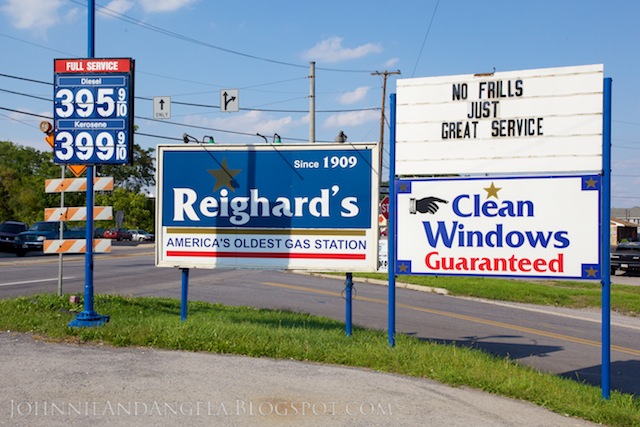 FULL SERVICE
Diesel
395 9/10
Kerosene
399 9/10
ONLY
Since 1909
Reighard's
AMERICA'S OLDEST GAS STATION
NO FRILLS
JUST
GREAT SERVICE
Clean
Windows
Guaranteed
JohnnieAndAngela.Blogspot.com